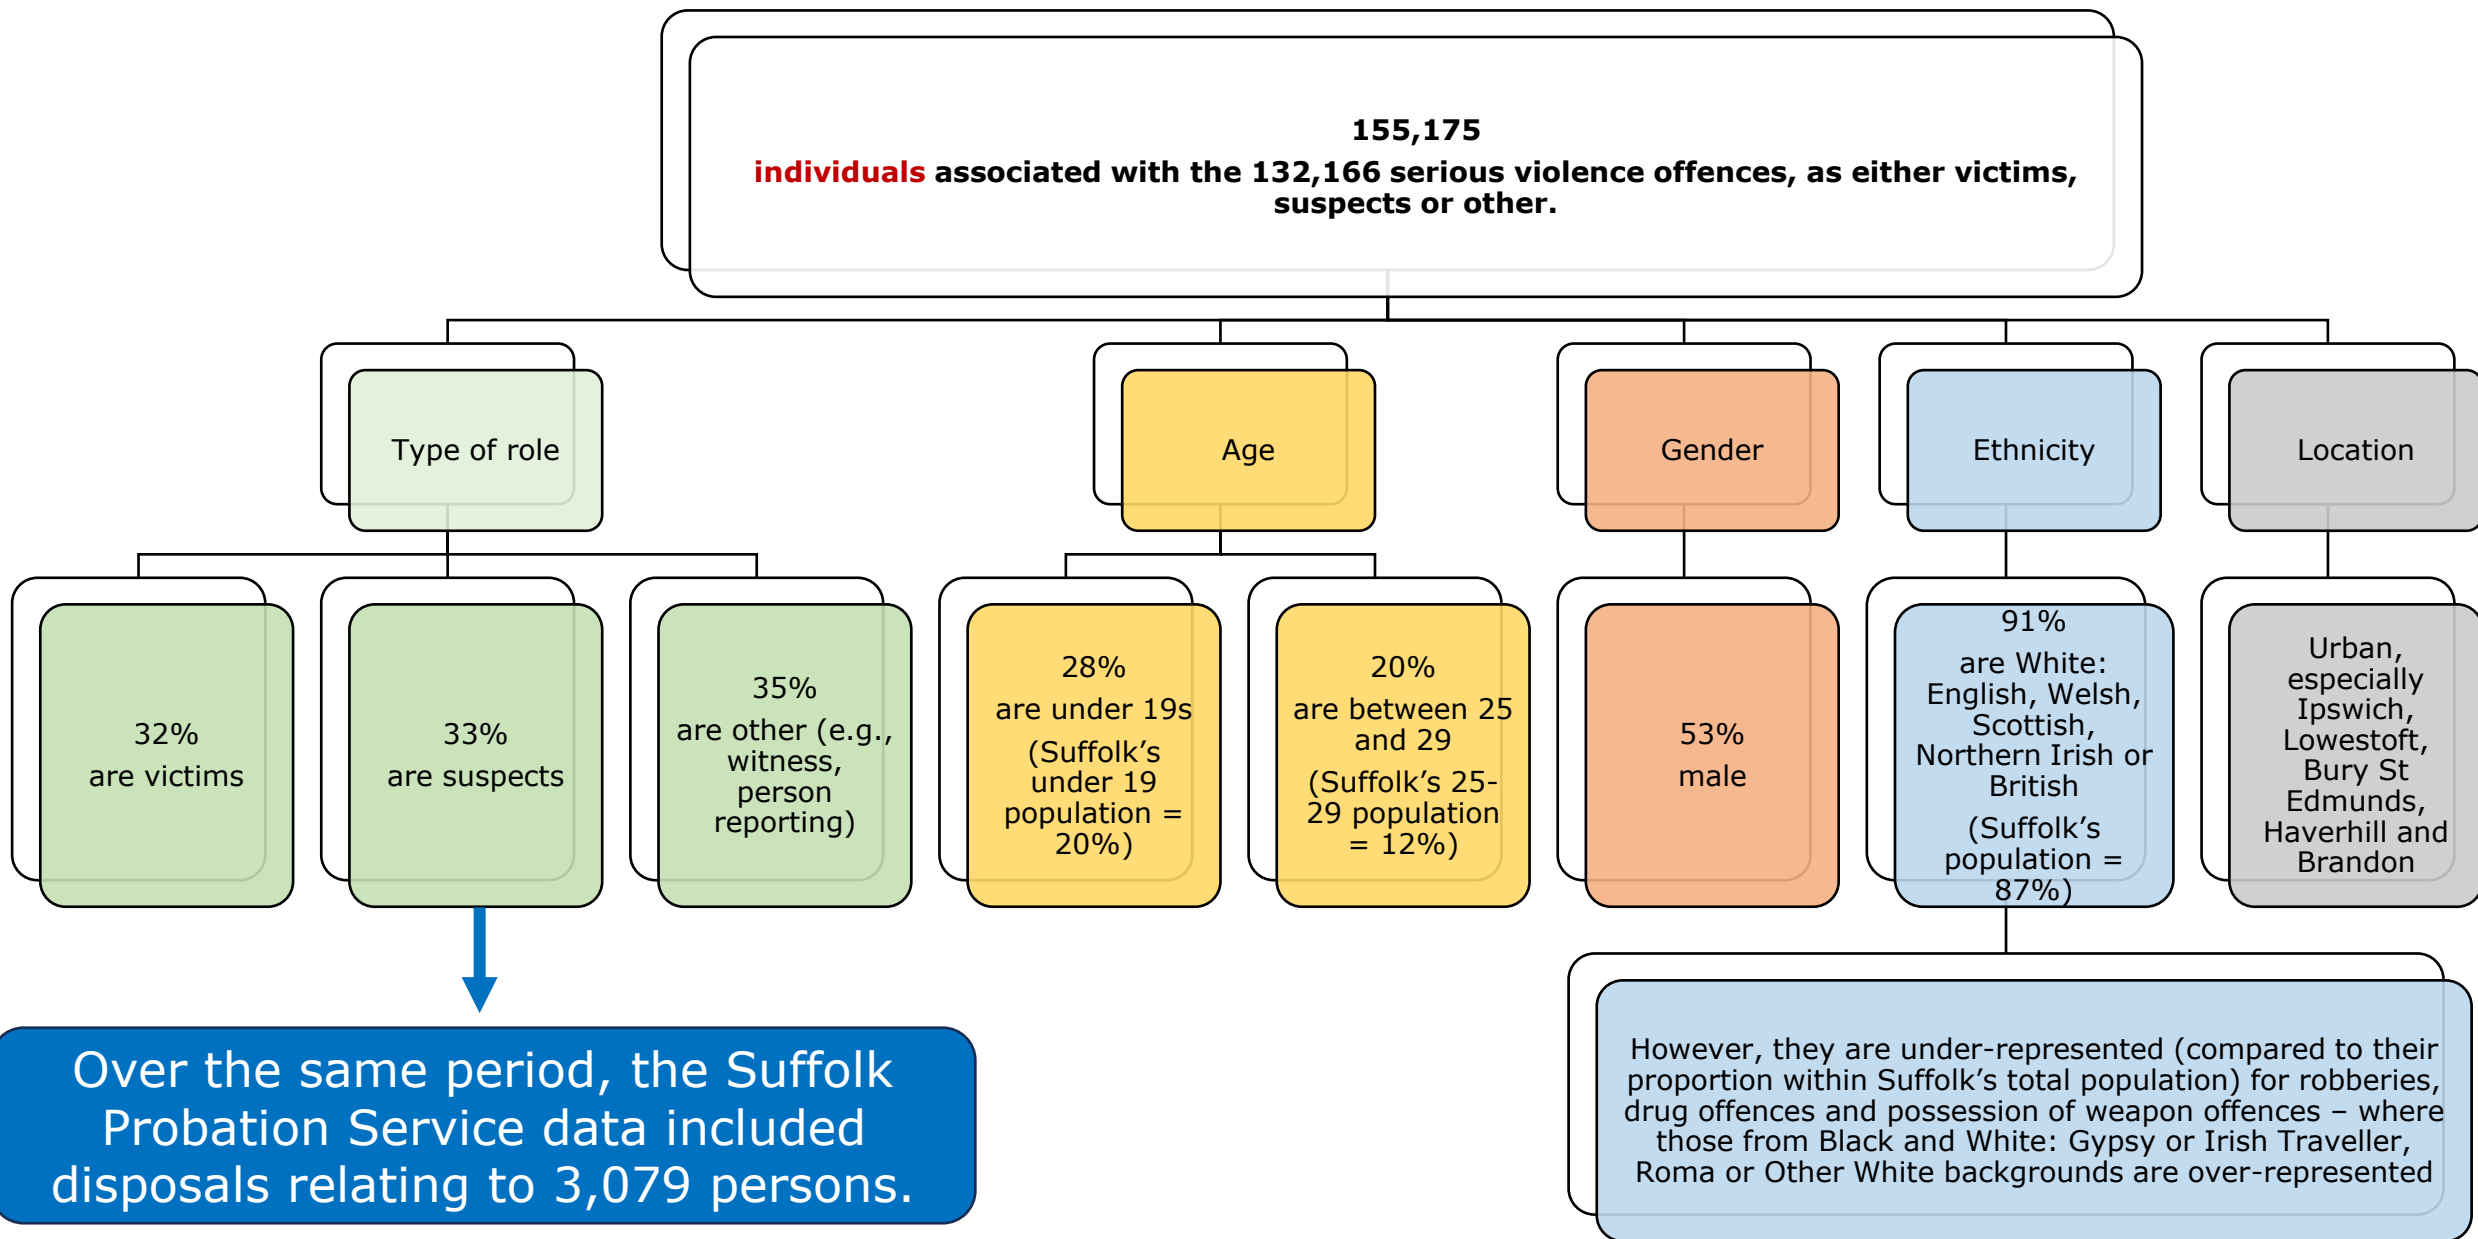 155,175
individuals associated with the 132,166 serious violence offences, as either victims,
suspects or other.
Type of role
Age
Gender
Ethnicity
Location
32%
are victims
33%
are suspects
35%
are other (e.g.,
witness,
person
reporting)
28%
are under 19s
(Suffolk’s
under 19
population =
20%)
20%
are between 25
and 29
(Suffolk’s 25-
29 population
= 12%)
53%
male
91%
are White:
English, Welsh,
Scottish,
Northern Irish or
British
(Suffolk’s
population =
87%)
Urban,
especially
Ipswich,
Lowestoft,
Bury St
Edmunds,
Haverhill and
Brandon
Over the same period, the Suffolk
Probation Service data included
disposals relating to 3,079 persons.
However, they are under-represented (compared to their
proportion within Suffolk’s total population) for robberies,
drug offences and possession of weapon offences – where
those from Black and White: Gypsy or Irish Traveller,
Roma or Other White backgrounds are over-represented